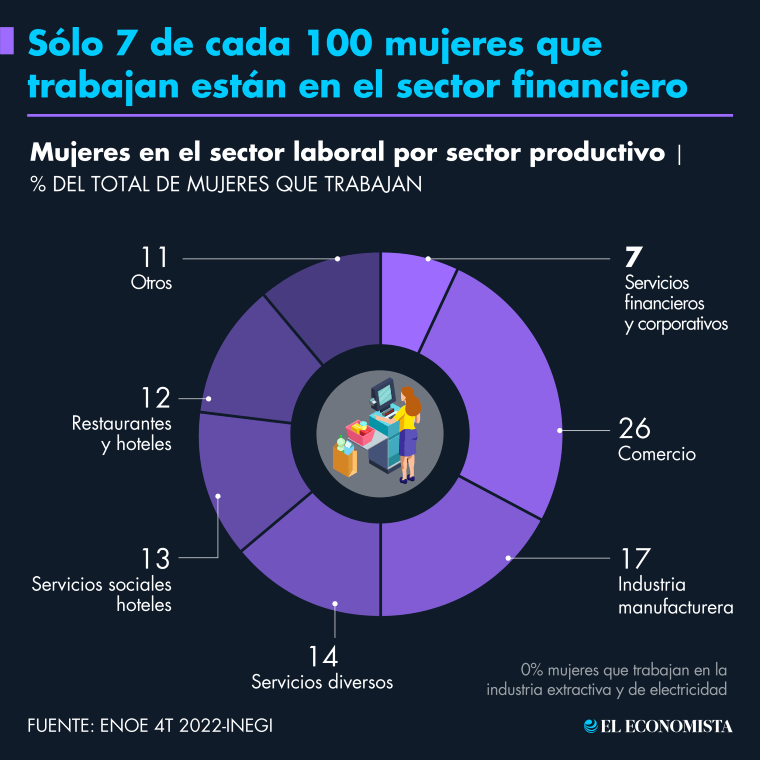 Sólo 7 de cada 100 mujeres que
trabajan están en el sector financiero
Mujeres en el sector laboral por sector productivo |
% DEL TOTAL DE MUJERES QUE TRABAJAN
11
Otros
7
Servicios
financieros
y corporativos
12
Restaurantes
y hoteles
26
Comercio
13
Servicios sociales
hoteles
17
Industria
manufacturera
14
Servicios diversos
0% mujeres que trabajan en la
industria extractiva y de electricidad
FUENTE: ENOE 4T 2022-INEGI
EL ECONOMISTA